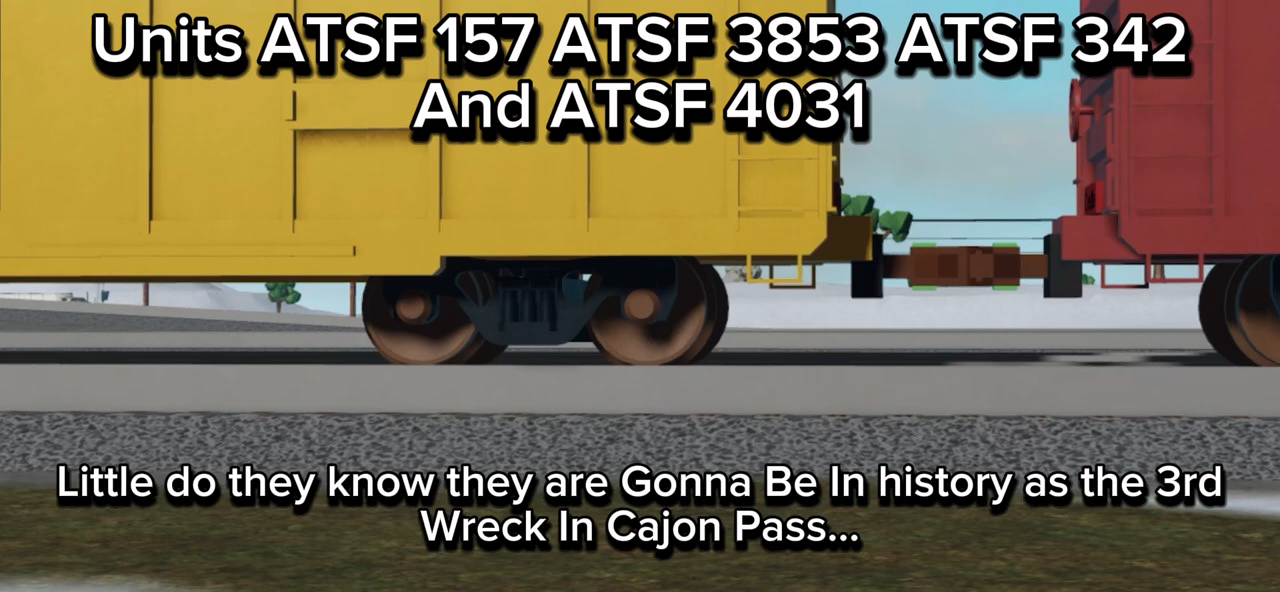 Units ATSF 157 ATSF 3853 ATSF 342
And ATSF 4031
Little do they know they are Gonna Be In history as the 3rd
Wreck In Cajon Pass...